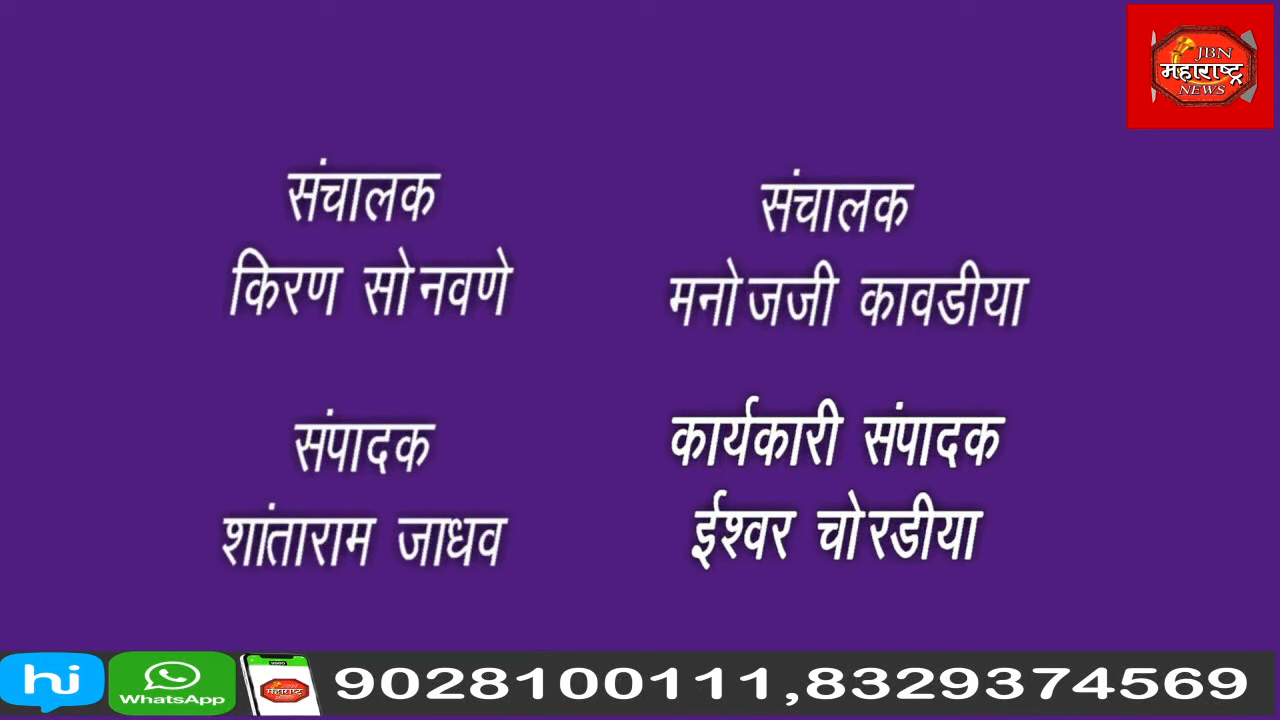 JBN
महाराष्ट्र
NEWS
संचालक
किरण सोनवणे
संचालक
मनोजजी कावडीया
संपादक
शांताराम जाधव
कार्यकारी संपादक
ईश्वर चोरडीया
hi
WhatsApp
महाराष्ट्र
9028100111,8329374569